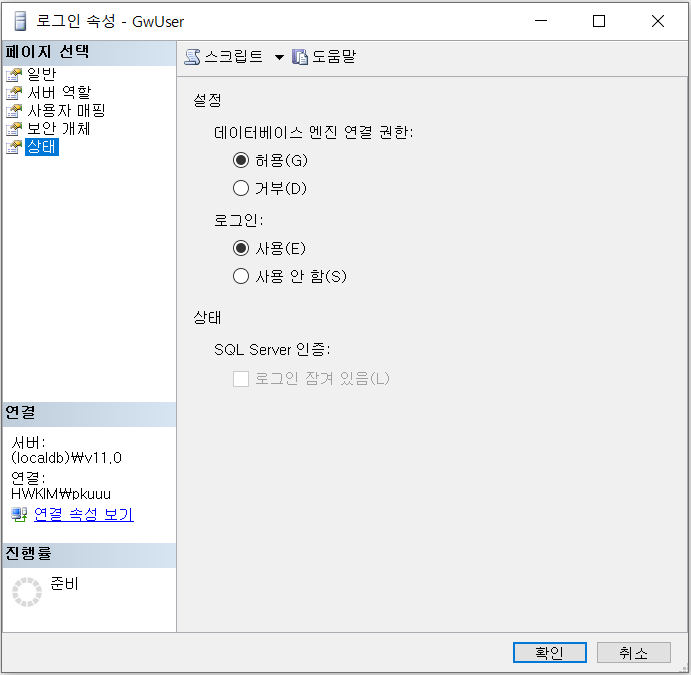 로그인 속성 - GwUser
페이지 선택
일반
서버 역할
사용자 매핑
보안 개체
상태
스크립트
도움말
설정
데이터베이스 엔진 연결 권한:
허용(G)
거부(D)
로그인:
사용(E)
사용 안 함(S)
상태
SQL Server 인증:
로그인 잠겨 있음(L)
연결
서버:
(localdb)₩v11.0
연결:
HWKIM₩pkuuu
연결 속성 보기
진행률
준비
확인
취소